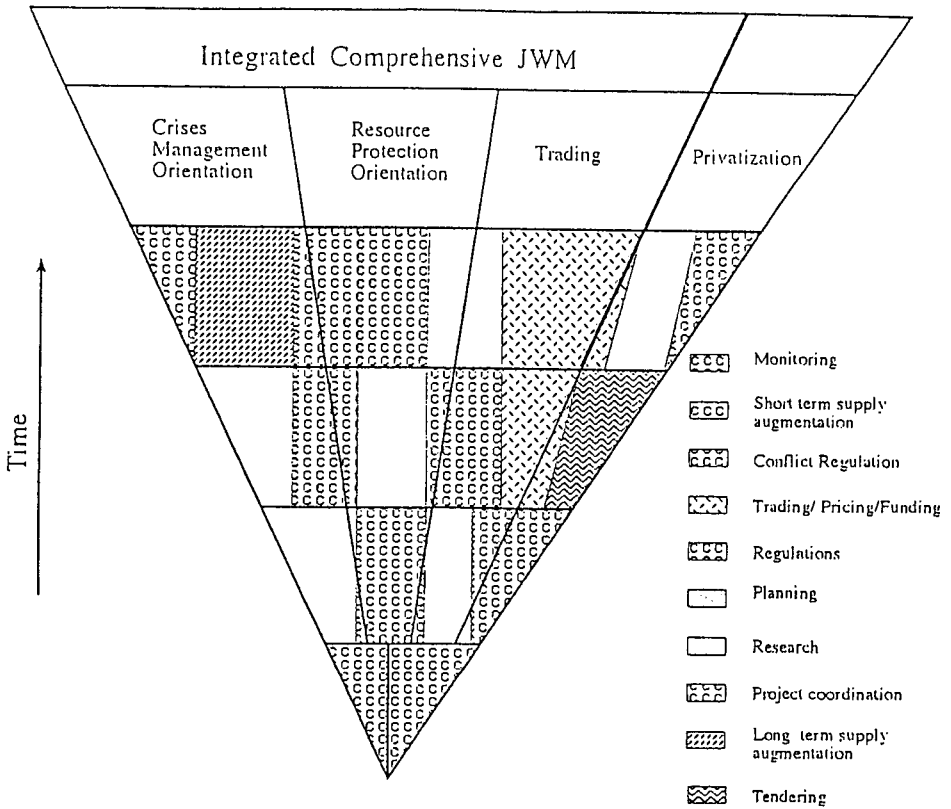 Integrated Comprehensive JWM
Crises
Management
Orientation
Resource
Protection
Orientation
Trading
Privatization
Time
Monitoring
Short term supply
augmentation
Conflict Regulation
Trading/ Pricing/Funding
Regulations
Planning
Research
Project coordination
Long term supply
augmentation
Tendering